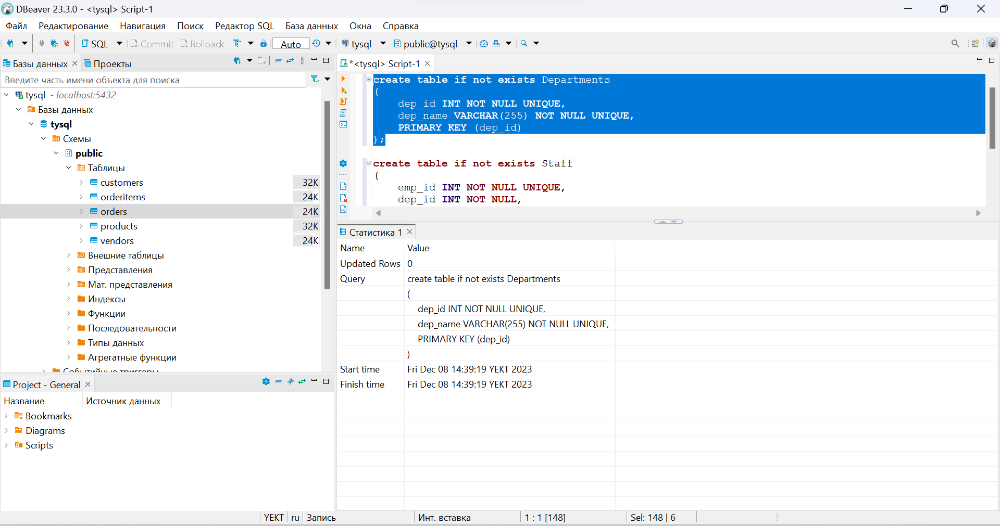 DBeaver 23.3.0 - <tysql> Script-1
Файл Редактирование Навигация Поиск Редактор SQL База данных Окна Справка
SQL Commit Rollback Auto tysql public@tysql
Базы данных Проекты
Введите часть имени объекта для поиска
tysql - localhost:5432
Базы данных
tysql
Схемы
public
Таблицы
customers 32K
orderitems 24K
orders 24K
products 32K
vendors 24K
Внешние таблицы
Представления
Мат. представления
Индексы
Функции
Последовательности
Типы данных
Агрегатные функции
Событийные триггеры
Project - General
Название Источник данных
Bookmarks
Diagrams
Scripts
*<tysql> Script-1
create table if not exists Departments
(
dep_id INT NOT NULL UNIQUE,
dep_name VARCHAR(255) NOT NULL UNIQUE,
PRIMARY KEY (dep_id)
);
create table if not exists Staff
(
emp_id INT NOT NULL UNIQUE,
dep_id INT NOT NULL,
Статистика 1
Name Value
Updated Rows 0
Query create table if not exists Departments
(
dep_id INT NOT NULL UNIQUE,
dep_name VARCHAR(255) NOT NULL UNIQUE,
PRIMARY KEY (dep_id)
)
Start time Fri Dec 08 14:39:19 YEKT 2023
Finish time Fri Dec 08 14:39:19 YEKT 2023
YEKT ru Запись Инт. вставка 1 : 1 [148] Sel: 148 | 6